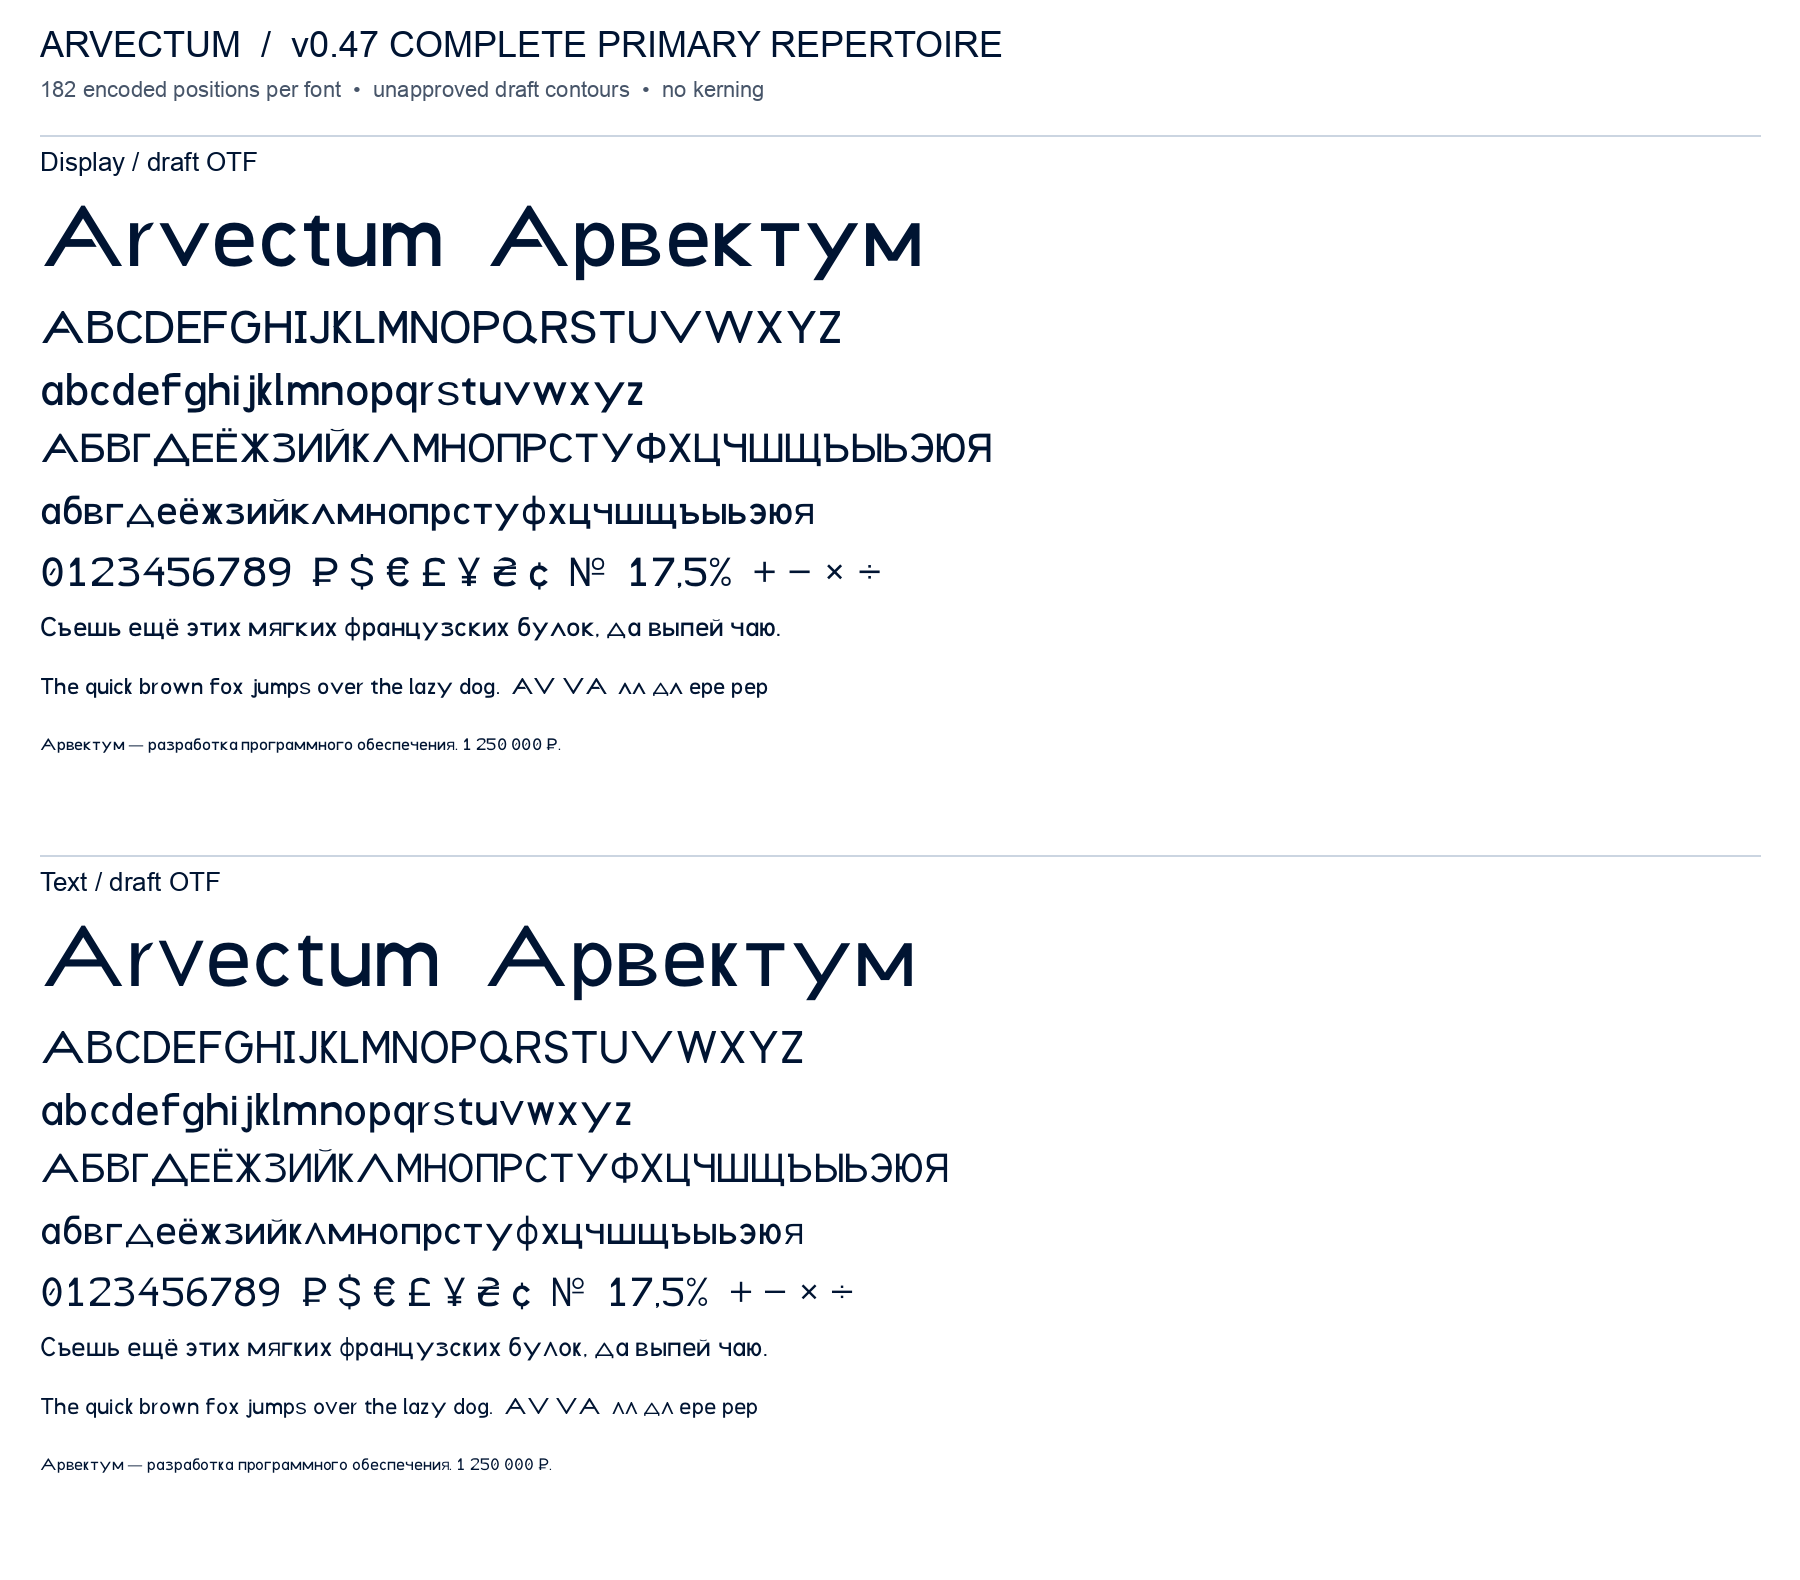 ARVECTUM / v0.47 COMPLETE PRIMARY REPERTOIRE
182 encoded positions per font • unapproved draft contours • no kerning
Display / draft OTF
Arvectum Арвектум
ABCDEFGHIJKLMNOPQRSTUVWXYZ
abcdefghijklmnopqrstuvwxyz
АБВГДЕЁЖЗИЙКЛМНОПРСТУФХЦЧШЩЪЫЬЭЮЯ
абвгдеёжзийклмнопрстуфхцчшщъыьэюя
0123456789 ₽ $ € £ ¥ ₴ ¢ № 17,5% + − × ÷
Съешь ещё этих мягких французских булок, да выпей чаю.
The quick brown fox jumps over the lazy dog. AV VA лл дл epe pep
Арвектум — разработка программного обеспечения. 1 250 000 ₽.
Text / draft OTF
Arvectum Арвектум
ABCDEFGHIJKLMNOPQRSTUVWXYZ
abcdefghijklmnopqrstuvwxyz
АБВГДЕЁЖЗИЙКЛМНОПРСТУФХЦЧШЩЪЫЬЭЮЯ
абвгдеёжзийклмнопрстуфхцчшщъыьэюя
0123456789 ₽ $ € £ ¥ ₴ ¢ № 17,5% + − × ÷
Съешь ещё этих мягких французских булок, да выпей чаю.
The quick brown fox jumps over the lazy dog. AV VA лл дл epe pep
Арвектум — разработка программного обеспечения. 1 250 000 ₽.